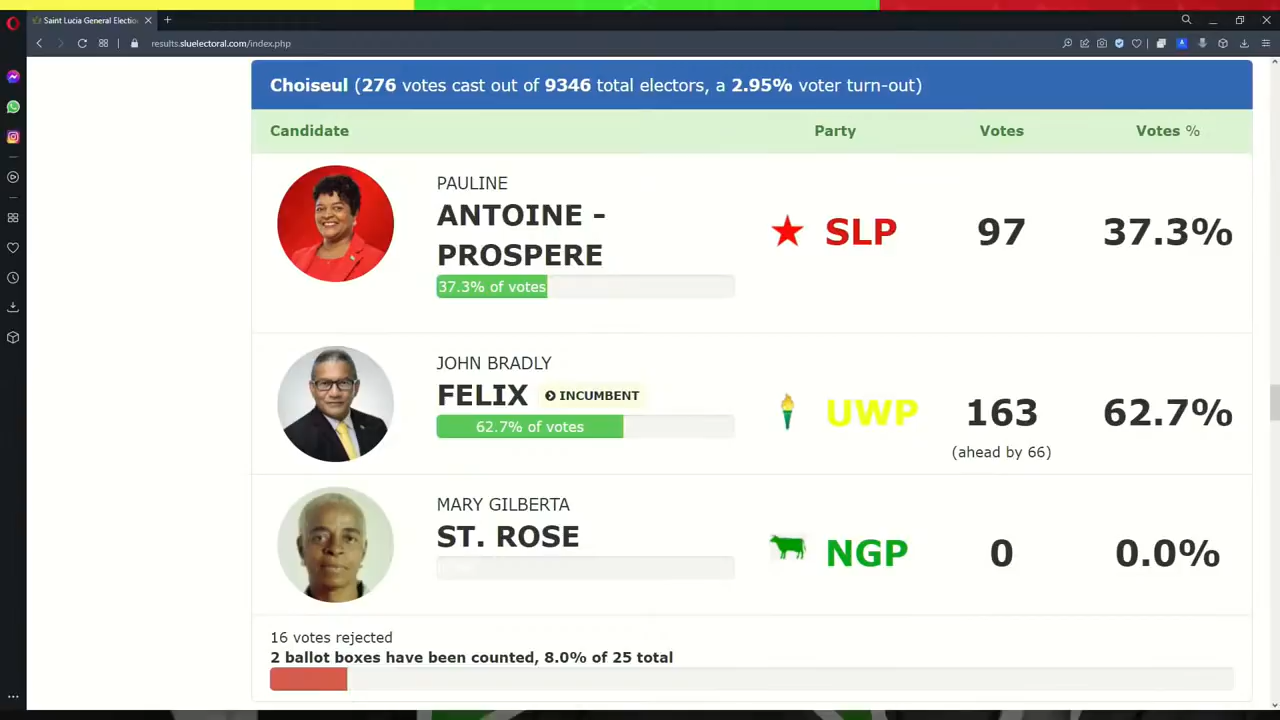 Saint Lucia General Electio
results.sluelectoral.com/index.php
Choiseul (276 votes cast out of 9346 total electors, a 2.95% voter turn-out)
Candidate Party Votes Votes %
PAULINE
ANTOINE -
PROSPERE
37.3% of votes
SLP 97 37.3%
JOHN BRADLY
FELIX INCUMBENT
62.7% of votes
UWP 163 62.7%
(ahead by 66)
MARY GILBERTA
ST. ROSE
NGP 0 0.0%
16 votes rejected
2 ballot boxes have been counted, 8.0% of 25 total